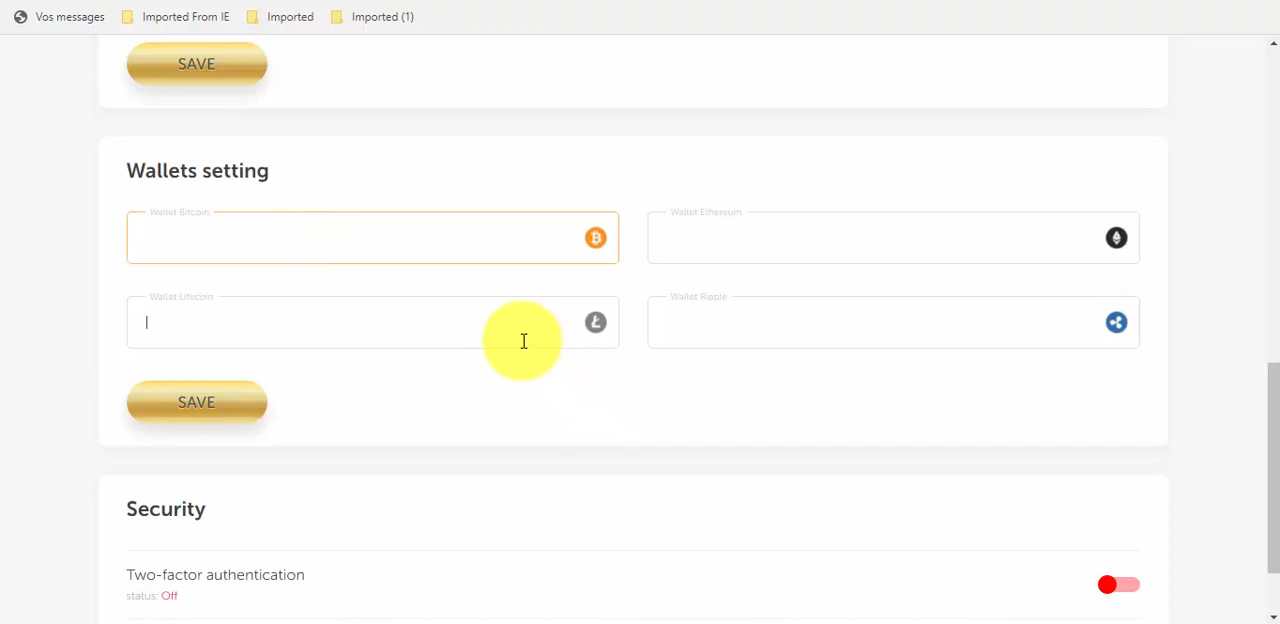 Vos messages Imported From IE Imported Imported (1)
SAVE
Wallets setting
Wallet Bitcoin Wallet Ethereum
Wallet Litecoin Wallet Ripple
SAVE
Security
Two-factor authentication
status: Off